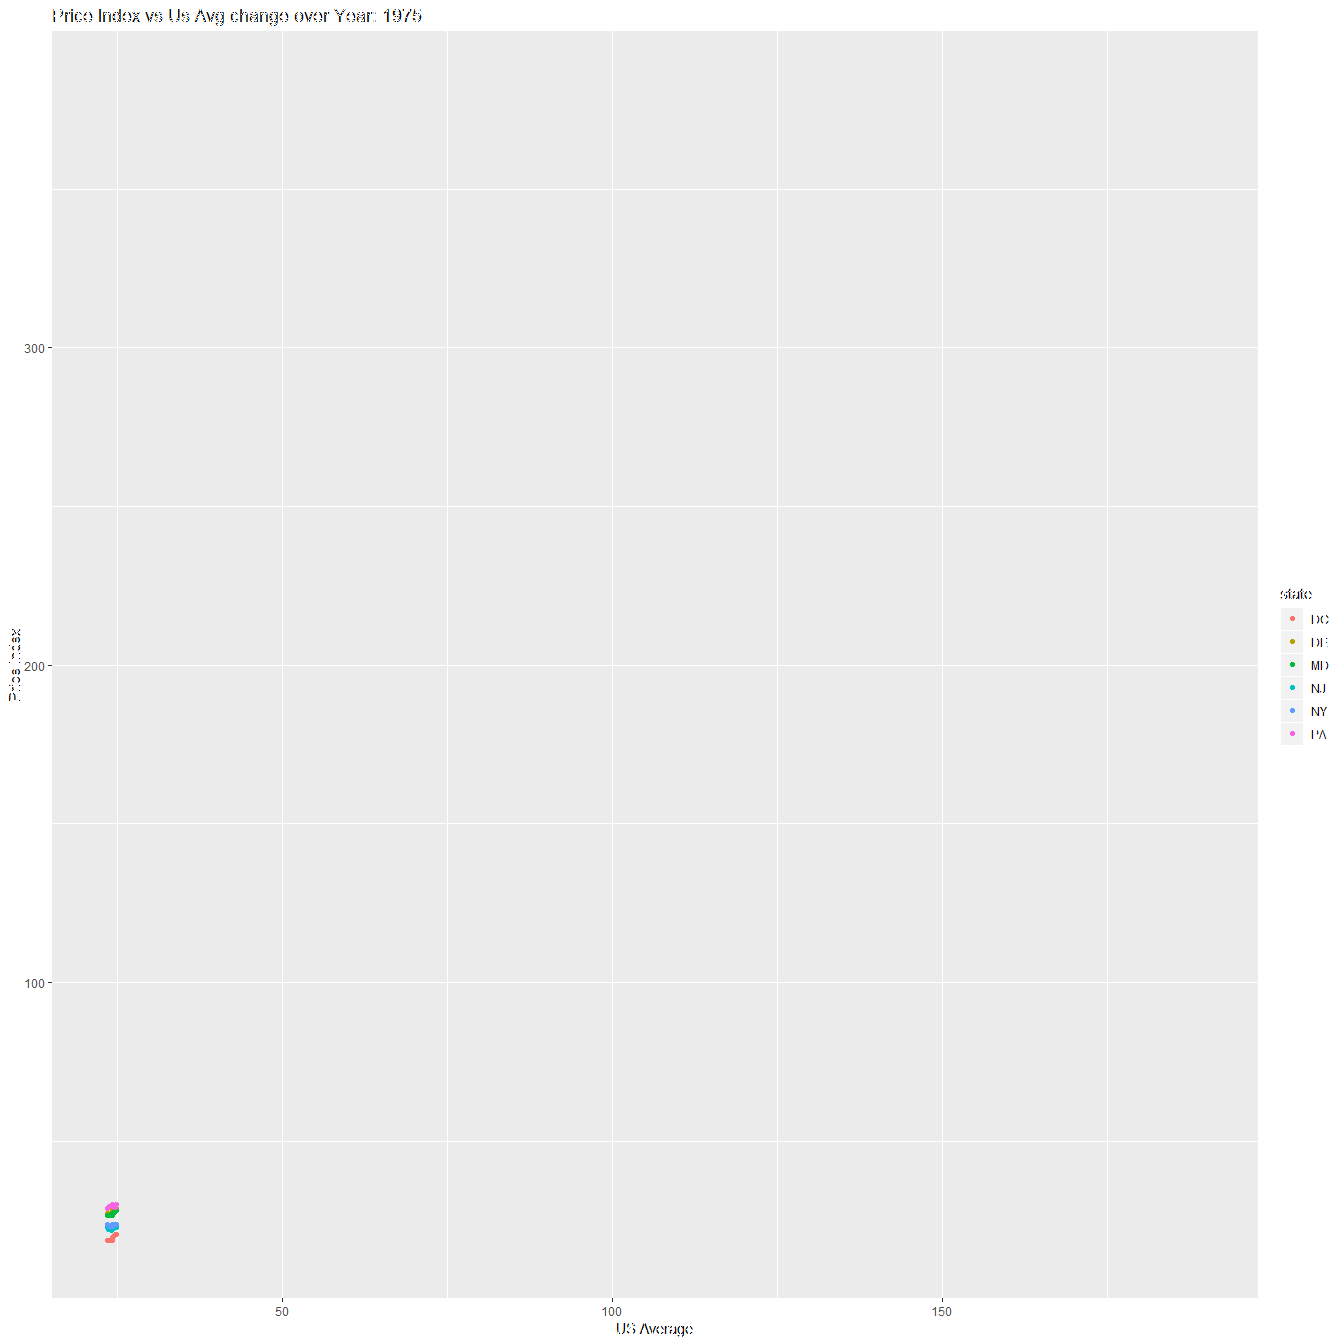 Price Index vs Us Avg change over Year: 1975
300
200
100
Price Index
50
100
150
US Average
state
DC
DE
MD
NJ
NY
PA